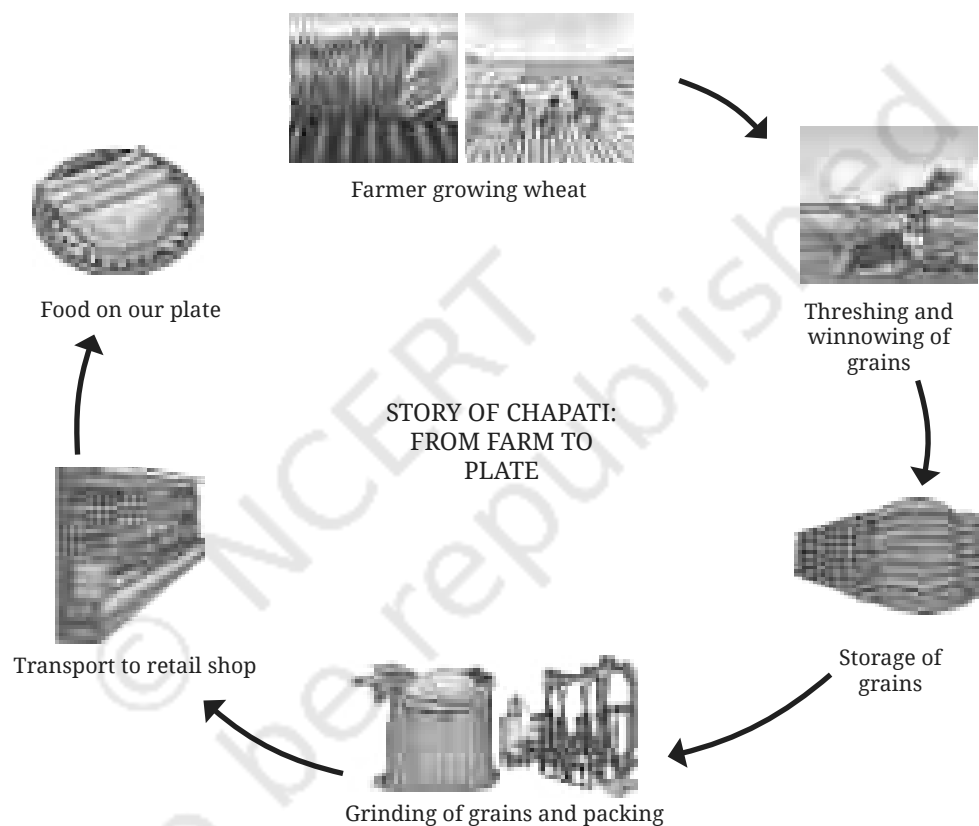 Farmer growing wheat
Threshing and
winnowing of
grains
Storage of
grains
Grinding of grains and packing
Transport to retail shop
Food on our plate
STORY OF CHAPATI:
FROM FARM TO
PLATE
© NCERT
be republished